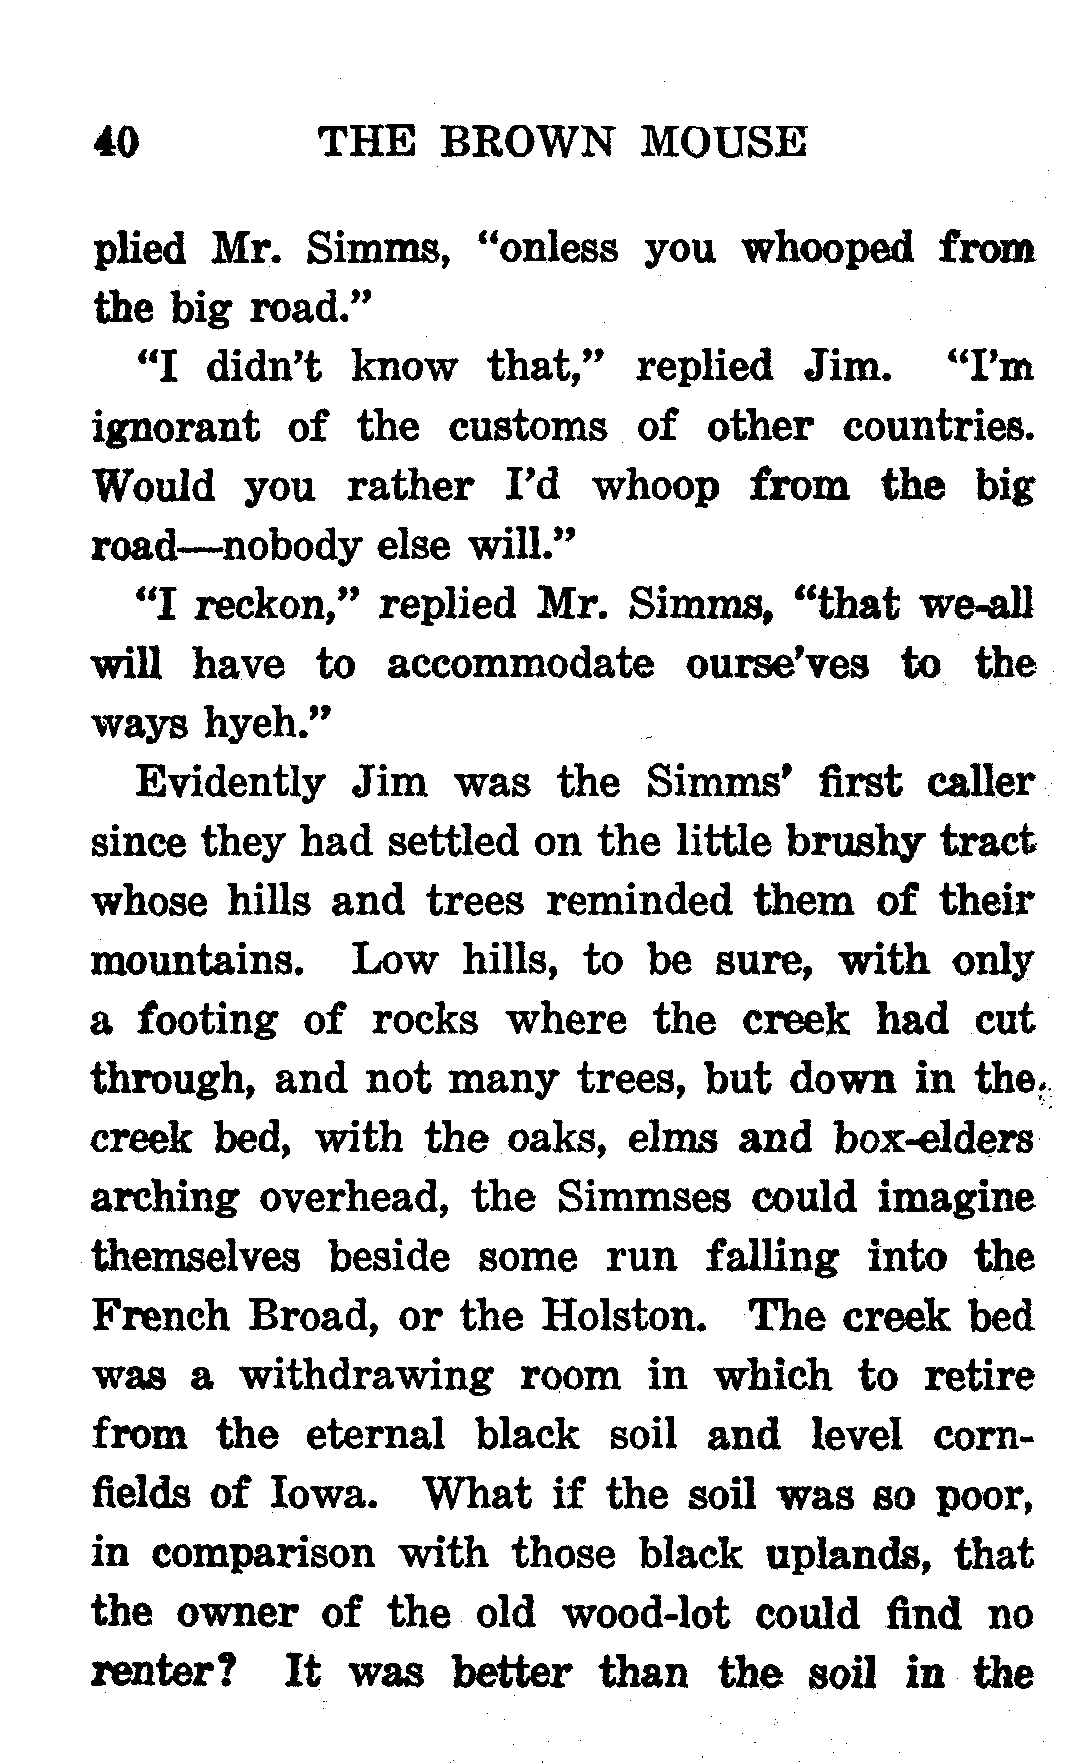 40 THE BROWN MOUSE
plied Mr. Simms, “onless you whooped from
the big road.”
“I didn’t know that,” replied Jim. “I’m
ignorant of the customs of other countries.
Would you rather I’d whoop from the big
road—nobody else will.”
“I reckon,” replied Mr. Simms, “that we-all
will have to accommodate ourse’ves to the
ways hyeh.”
Evidently Jim was the Simms’ first caller
since they had settled on the little brushy tract
whose hills and trees reminded them of their
mountains. Low hills, to be sure, with only
a footing of rocks where the creek had cut
through, and not many trees, but down in the
creek bed, with the oaks, elms and box-elders
arching overhead, the Simmses could imagine
themselves beside some run falling into the
French Broad, or the Holston. The creek bed
was a withdrawing room in which to retire
from the eternal black soil and level corn-
fields of Iowa. What if the soil was so poor,
in comparison with those black uplands, that
the owner of the old wood-lot could find no
renter? It was better than the soil in the